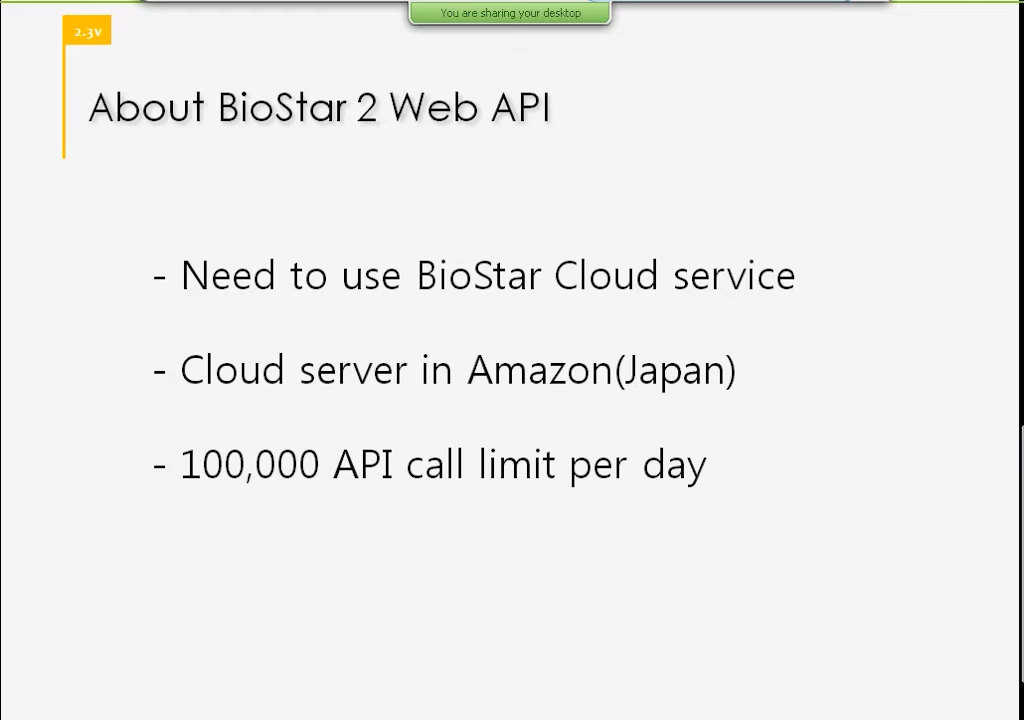 You are sharing your desktop
2.3v
About BioStar 2 Web API
- Need to use BioStar Cloud service
- Cloud server in Amazon(Japan)
- 100,000 API call limit per day